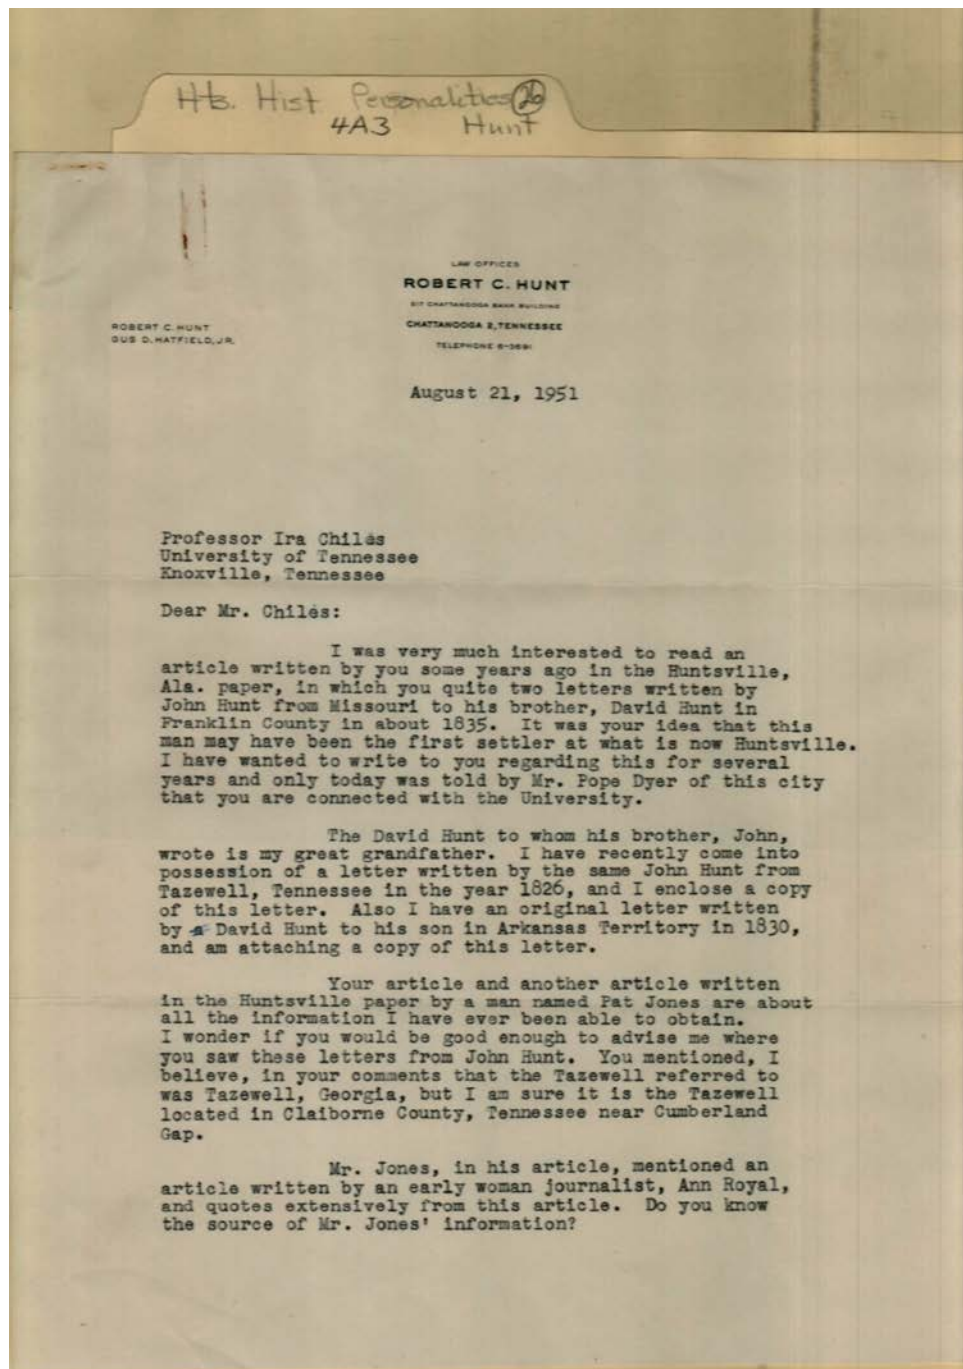 Hts. Hist Personalities 26
4A3 Hunt
LAW OFFICES
ROBERT C. HUNT
517 CHATTANOOGA BANK BUILDING
CHATTANOOGA 2, TENNESSEE
TELEPHONE 6-3691
ROBERT C. HUNT
GUS D. HATFIELD, JR.
August 21, 1951
Professor Ira Chiles
University of Tennessee
Knoxville, Tennessee
Dear Mr. Chiles:
I was very much interested to read an
article written by you some years ago in the Huntsville,
Ala. paper, in which you quite two letters written by
John Hunt from Missouri to his brother, David Hunt in
Franklin County in about 1835. It was your idea that this
man may have been the first settler at what is now Huntsville.
I have wanted to write to you regarding this for several
years and only today was told by Mr. Pope Dyer of this city
that you are connected with the University.
The David Hunt to whom his brother, John,
wrote is my great grandfather. I have recently come into
possession of a letter written by the same John Hunt from
Tazewell, Tennessee in the year 1826, and I enclose a copy
of this letter. Also I have an original letter written
by a David Hunt to his son in Arkansas Territory in 1830,
and am attaching a copy of this letter.
Your article and another article written
in the Huntsville paper by a man named Pat Jones are about
all the information I have ever been able to obtain.
I wonder if you would be good enough to advise me where
you saw these letters from John Hunt. You mentioned, I
believe, in your comments that the Tazewell referred to
was Tazewell, Georgia, but I am sure it is the Tazewell
located in Claiborne County, Tennessee near Cumberland
Gap.
Mr. Jones, in his article, mentioned an
article written by an early woman journalist, Ann Royal,
and quotes extensively from this article. Do you know
the source of Mr. Jones' information?